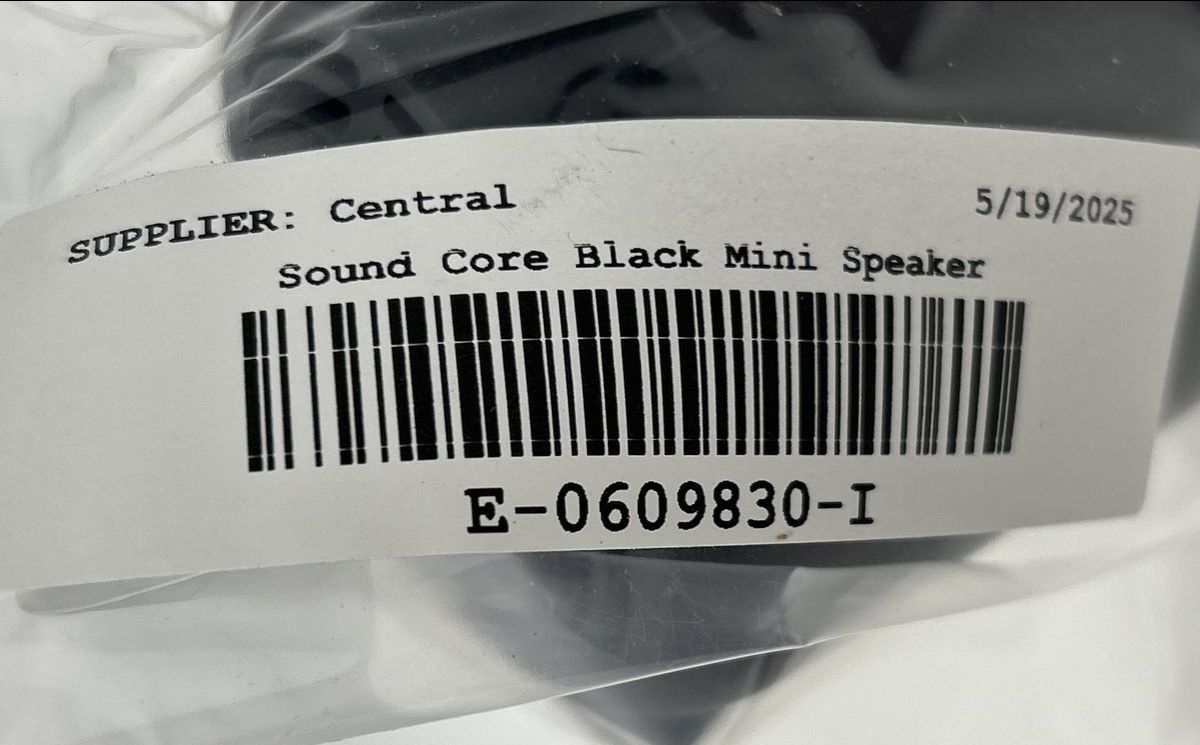 SUPPLIER: Central
5/19/2025
Sound Core Black Mini Speaker
E-0609830-I